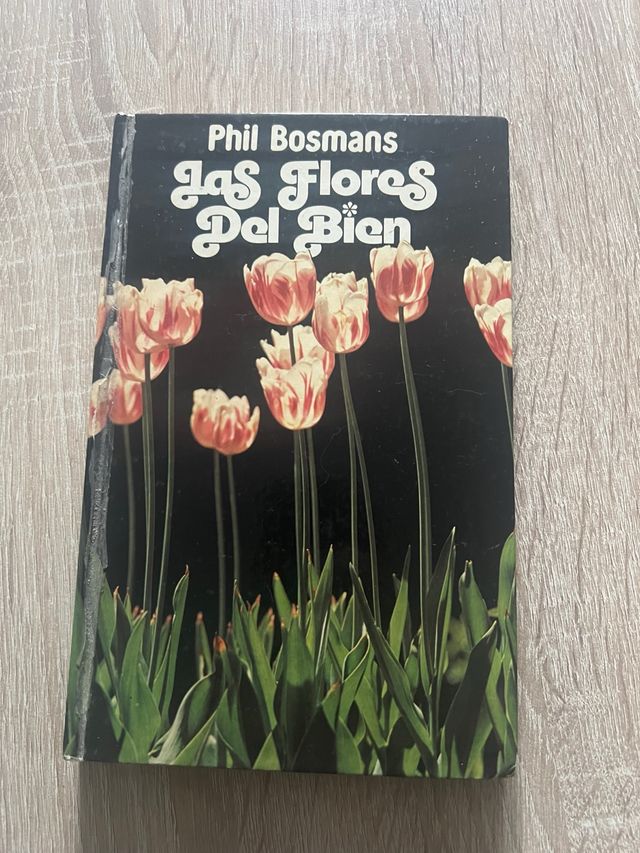 Phil Bosmans
Las Flores
Del Bien